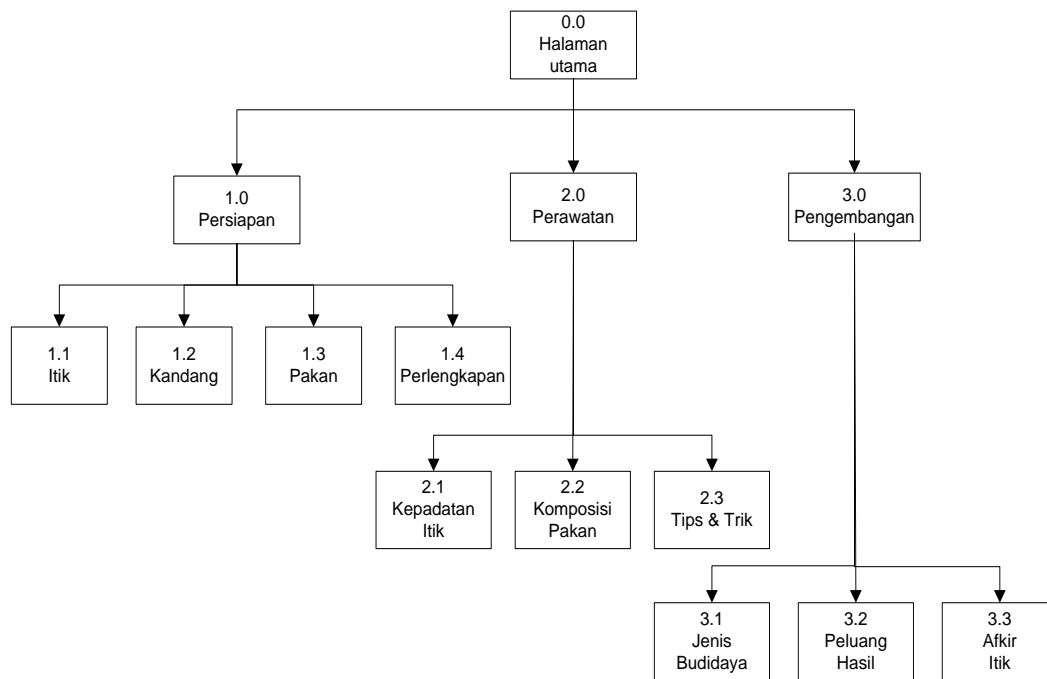 0.0
Halaman
utama
1.0
Persiapan
2.0
Perawatan
3.0
Pengembangan
1.1
Itik
1.2
Kandang
1.3
Pakan
1.4
Perlengkapan
2.1
Kepadatan
Itik
2.2
Komposisi
Pakan
2.3
Tips & Trik
3.1
Jenis
Budidaya
3.2
Peluang
Hasil
3.3
Afkir
Itik